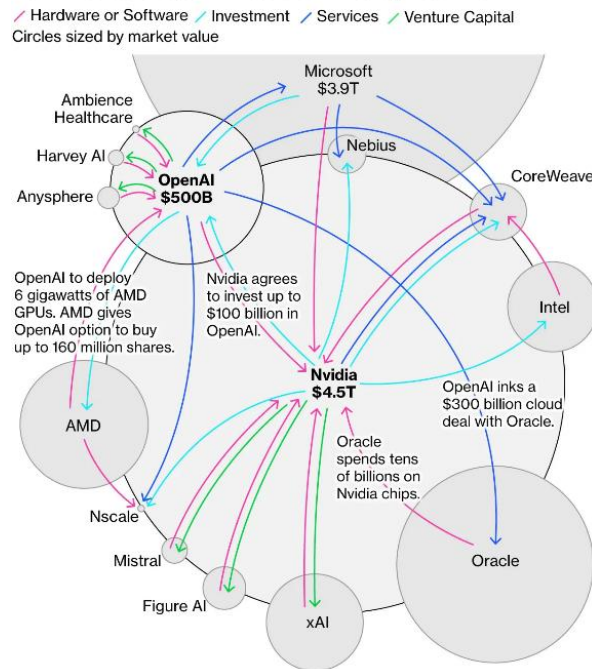 Hardware or Software / Investment / Services / Venture Capital
Circles sized by market value
Microsoft
$3.9T
Ambience
Healthcare
Harvey AI
Anysphere
OpenAI
$500B
Nebius
CoreWeave
OpenAI to deploy
6 gigawatts of AMD
GPUs. AMD gives
OpenAI option to buy
up to 160 million shares.
Nvidia agrees
to invest up to
$100 billion in
OpenAI.
Intel
Nvidia
$4.5T
OpenAI inks a
$300 billion cloud
deal with Oracle.
AMD
Oracle
spends tens
of billions on
Nvidia chips.
Nscale
Mistral
Figure AI
xAI
Oracle